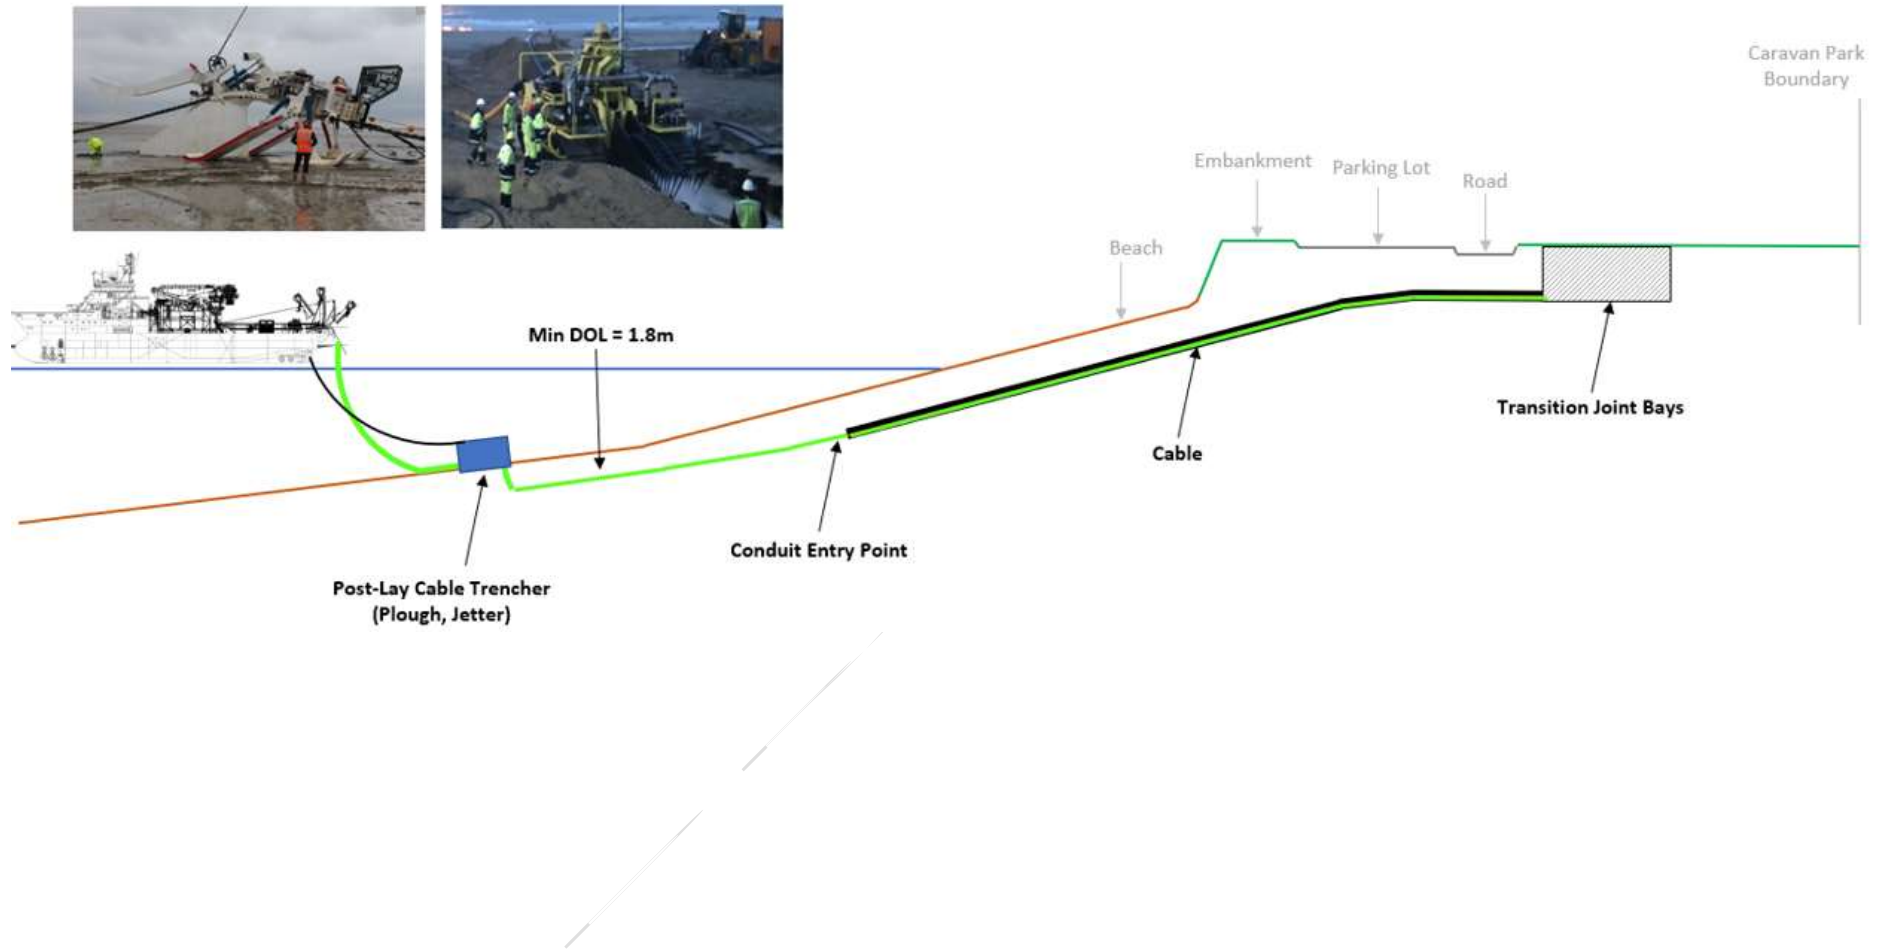 Caravan Park
Boundary
Embankment
Parking Lot
Road
Beach
Min DOL = 1.8m
Transition Joint Bays
Cable
Conduit Entry Point
Post-Lay Cable Trencher
(Plough, Jetter)